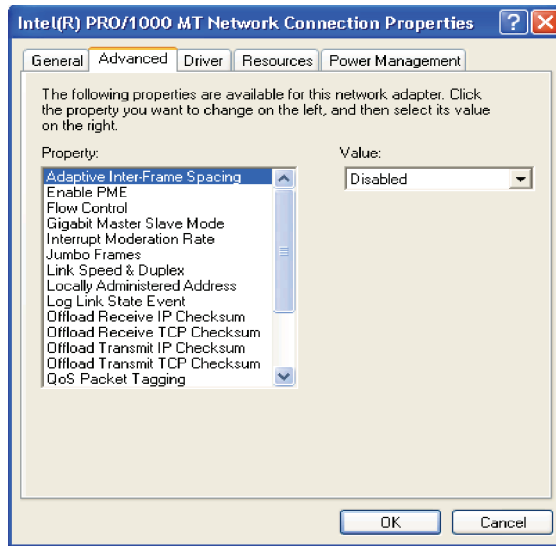 Intel(R) PRO/1000 MT Network Connection Properties
General Advanced Driver Resources Power Management
The following properties are available for this network adapter. Click
the property you want to change on the left, and then select its value
on the right.
Property:
Value:
Adaptive Inter-Frame Spacing
Disabled
Enable PME
Flow Control
Gigabit Master Slave Mode
Interrupt Moderation Rate
Jumbo Frames
Link Speed & Duplex
Locally Administered Address
Log Link State Event
Offload Receive IP Checksum
Offload Receive TCP Checksum
Offload Transmit IP Checksum
Offload Transmit TCP Checksum
QoS Packet Tagging
OK
Cancel